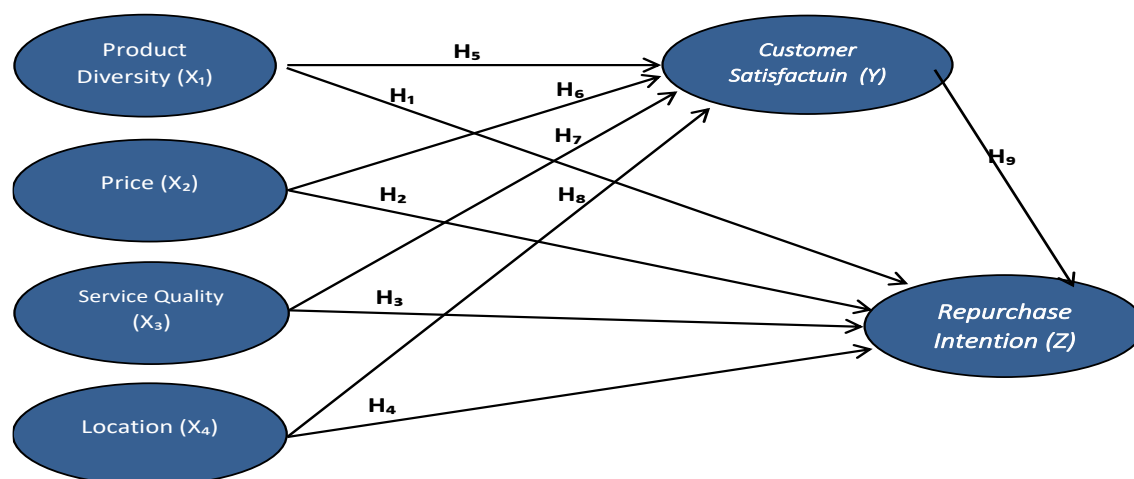 Product
Diversity (X₁)
Price (X₂)
Service Quality
(X₃)
Location (X₄)
H₅
H₁
H₆
H₇
H₂
H₈
H₃
H₄
Customer
Satisfactuin (Y)
H₉
Repurchase
Intention (Z)